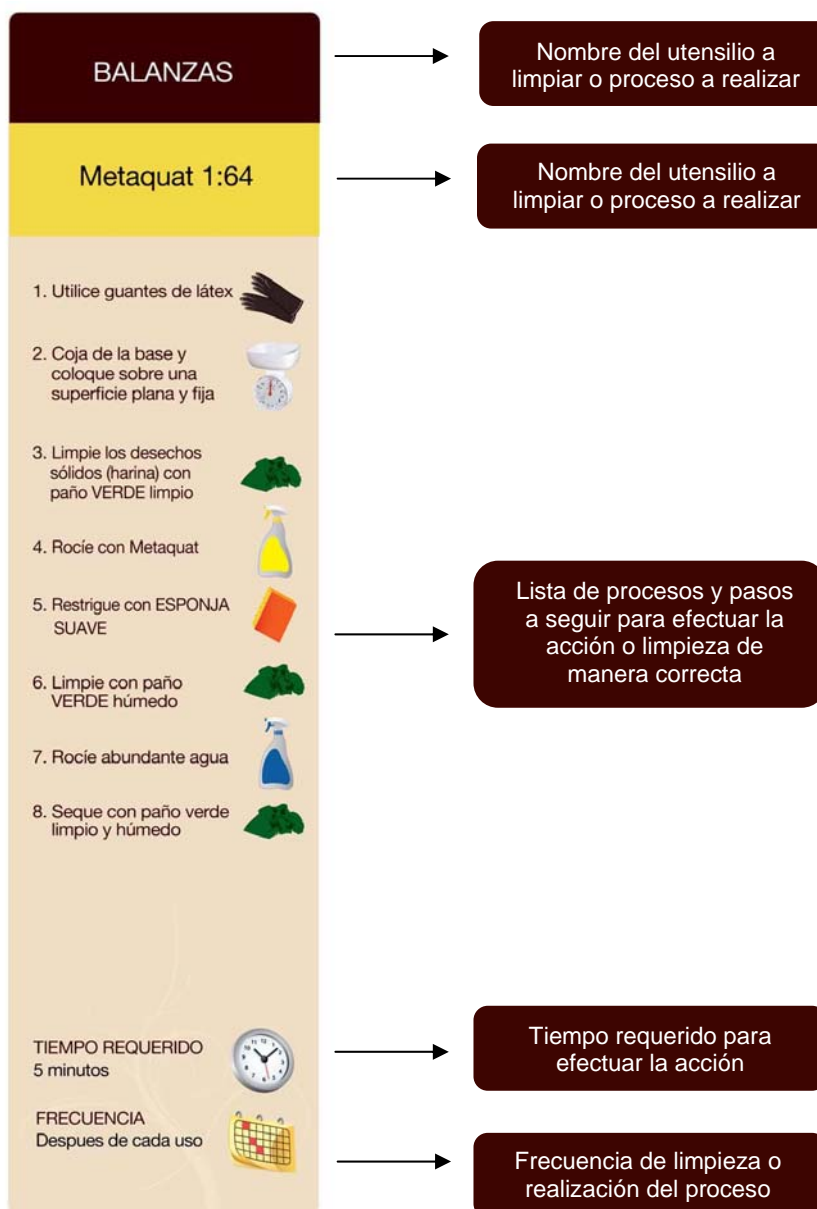 BALANZAS
Nombre del utensilio a
limpiar o proceso a realizar
Metaquat 1:64
Nombre del utensilio a
limpiar o proceso a realizar
1. Utilice guantes de látex
2. Coja de la base y
coloque sobre una
superficie plana y fija
3. Limpie los desechos
sólidos (harina) con
paño VERDE limpio
4. Rocíe con Metaquat
5. Restrigue con ESPONJA
SUAVE
6. Limpie con paño
VERDE húmedo
7. Rocíe abundante agua
8. Seque con paño verde
limpio y húmedo
Lista de procesos y pasos
a seguir para efectuar la
acción o limpieza de
manera correcta
TIEMPO REQUERIDO
5 minutos
Tiempo requerido para
efectuar la acción
FRECUENCIA
Despues de cada uso
Frecuencia de limpieza o
realización del proceso